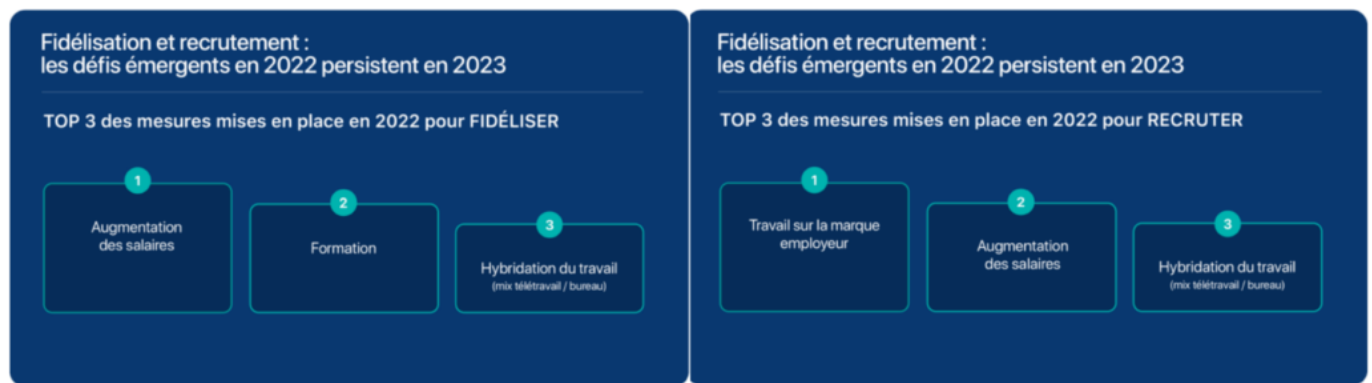 Fidélisation et recrutement :
les défis émergents en 2022 persistent en 2023
TOP 3 des mesures mises en place en 2022 pour FIDÉLISER
1
Augmentation
des salaires
2
Formation
3
Hybridation du travail
(mix télétravail / bureau)
Fidélisation et recrutement :
les défis émergents en 2022 persistent en 2023
TOP 3 des mesures mises en place en 2022 pour RECRUTER
1
Travail sur la marque
employeur
2
Augmentation
des salaires
3
Hybridation du travail
(mix télétravail / bureau)